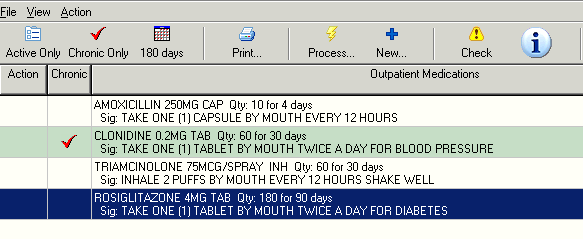 File View Action
Active Only Chronic Only 180 days Print... Process... New... Check
Action Chronic Outpatient Medications
AMOXICILLIN 250MG CAP Qty: 10 for 4 days
Sig: TAKE ONE (1) CAPSULE BY MOUTH EVERY 12 HOURS
CLONIDINE 0.2MG TAB Qty: 60 for 30 days
Sig: TAKE ONE (1) TABLET BY MOUTH TWICE A DAY FOR BLOOD PRESSURE
TRIAMCINOLONE 75MCG/SPRAY INH Qty: 60 for 30 days
Sig: INHALE 2 PUFFS BY MOUTH EVERY 12 HOURS SHAKE WELL
ROSIGLITAZONE 4MG TAB Qty: 180 for 90 days
Sig: TAKE ONE (1) TABLET BY MOUTH TWICE A DAY FOR DIABETES